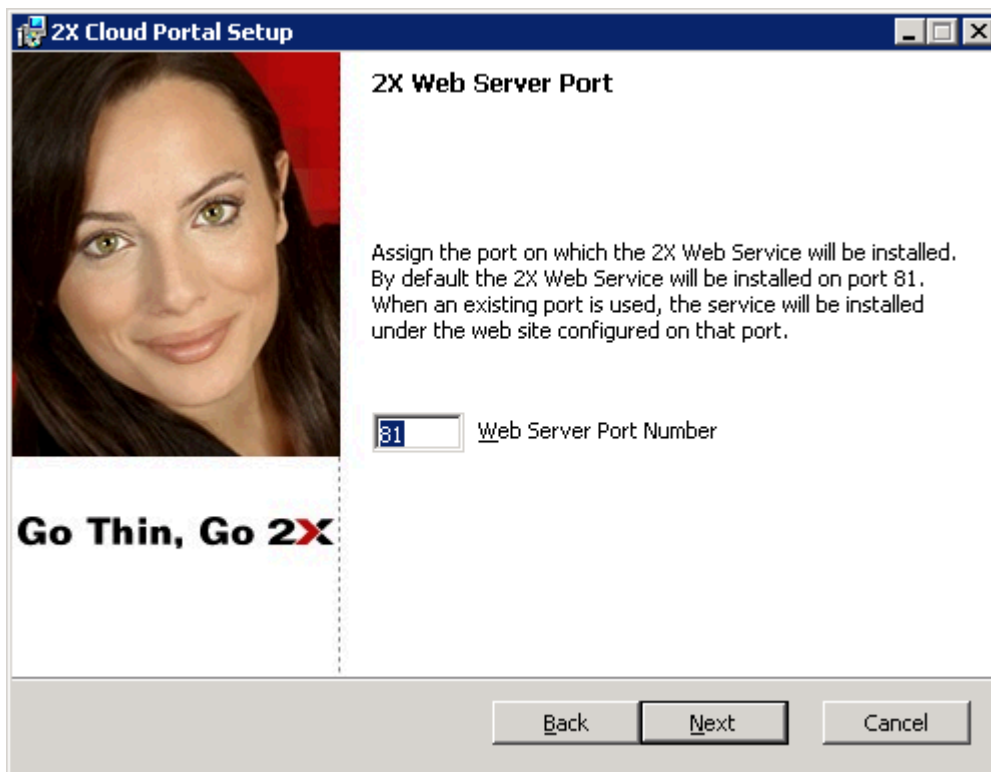 2X Cloud Portal Setup
2X Web Server Port
Assign the port on which the 2X Web Service will be installed.
By default the 2X Web Service will be installed on port 81.
When an existing port is used, the service will be installed
under the web site configured on that port.
81 Web Server Port Number
Go Thin, Go 2X
Back Next Cancel